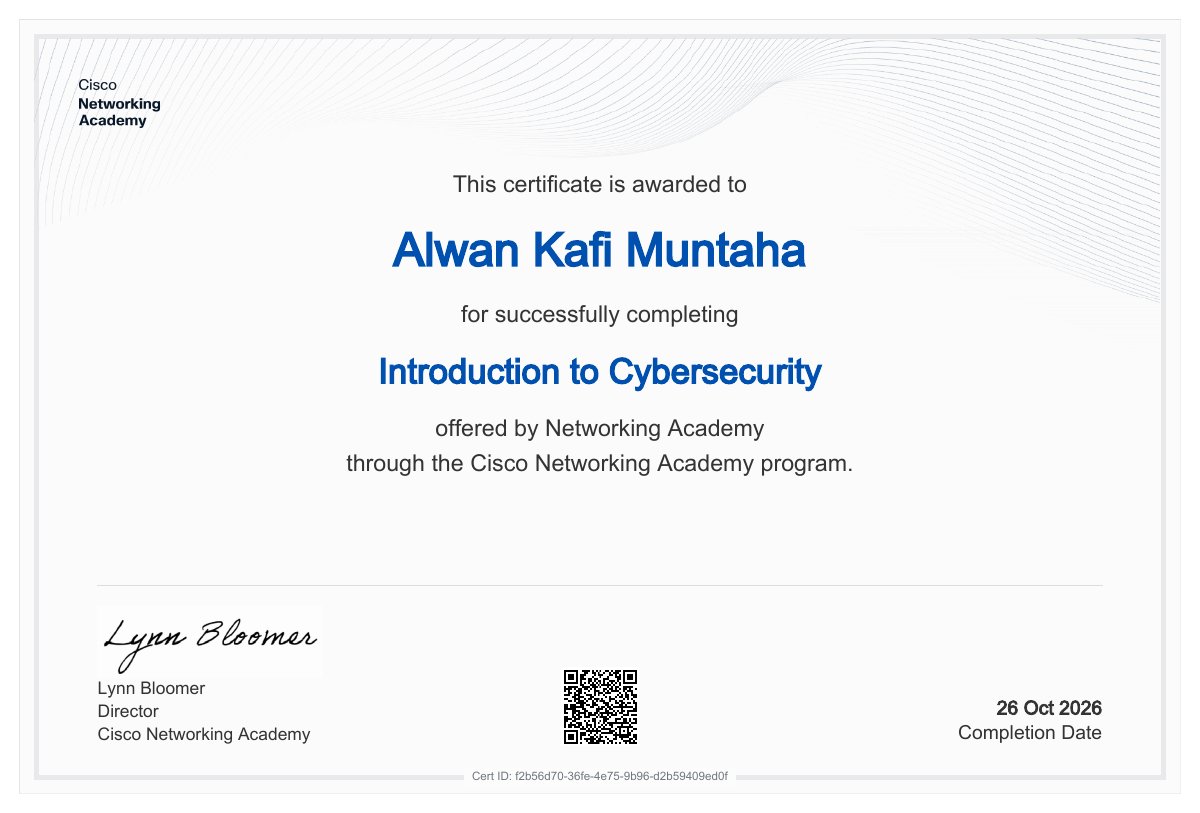 Cisco
Networking
Academy
This certificate is awarded to
Alwan Kafi Muntaha
for successfully completing
Introduction to Cybersecurity
offered by Networking Academy
through the Cisco Networking Academy program.
Lynn Bloomer
Lynn Bloomer
Director
Cisco Networking Academy
26 Oct 2026
Completion Date
Cert ID: f2b56d70-36fe-4e75-9b96-d2b59409ed0f